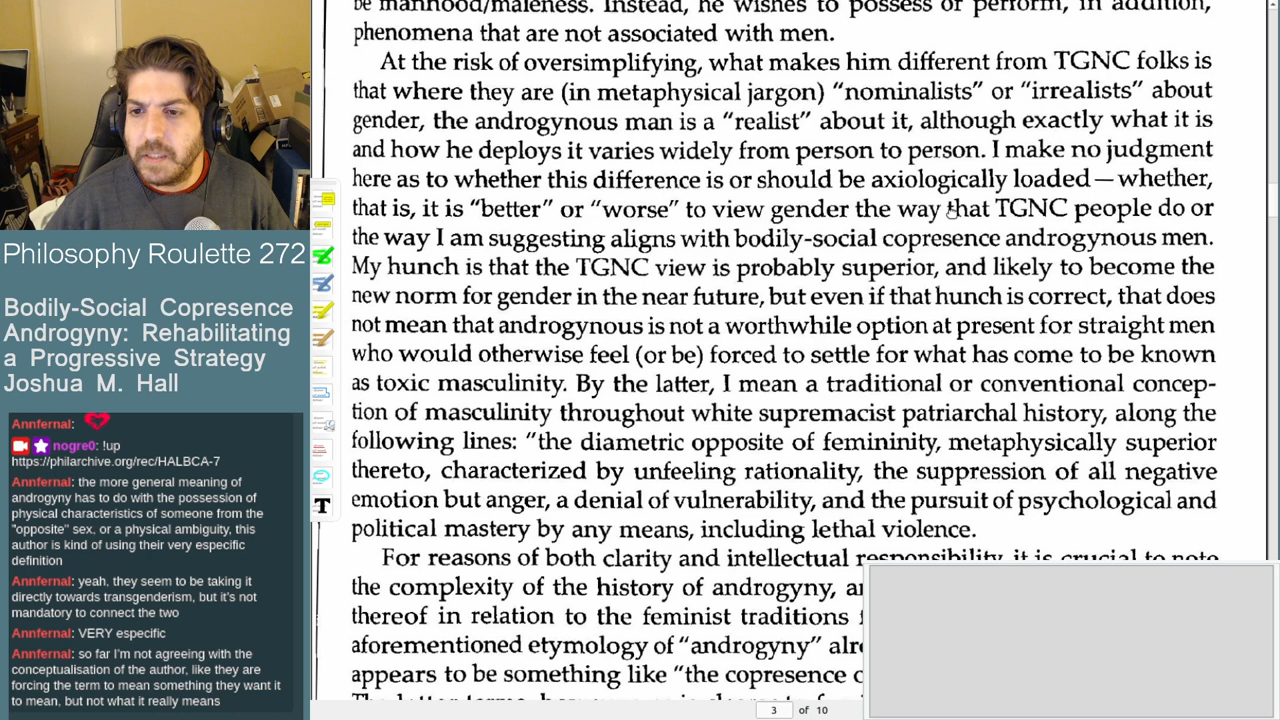 be manhood/maleness. Instead, he wishes to possess or perform, in addition,
phenomena that are not associated with men.
At the risk of oversimplifying, what makes him different from TGNC folks is
that where they are (in metaphysical jargon) “nominalists” or “irrealists” about
gender, the androgynous man is a “realist” about it, although exactly what it is
and how he deploys it varies widely from person to person. I make no judgment
here as to whether this difference is or should be axiologically loaded—whether,
that is, it is “better” or “worse” to view gender the way that TGNC people do or
the way I am suggesting aligns with bodily-social copresence androgynous men.
My hunch is that the TGNC view is probably superior, and likely to become the
new norm for gender in the near future, but even if that hunch is correct, that does
not mean that androgynous is not a worthwhile option at present for straight men
who would otherwise feel (or be) forced to settle for what has come to be known
as toxic masculinity. By the latter, I mean a traditional or conventional concep-
tion of masculinity throughout white supremacist patriarchal history, along the
following lines: “the diametric opposite of femininity, metaphysically superior
thereto, characterized by unfeeling rationality, the suppression of all negative
emotion but anger, a denial of vulnerability, and the pursuit of psychological and
political mastery by any means, including lethal violence.
For reasons of both clarity and intellectual responsibility, it is crucial to note
the complexity of the history of androgyny,
thereof in relation to the feminist traditions
aforementioned etymology of “androgyny”
appears to be something like “the copresence
Philosophy Roulette 272
Bodily-Social Copresence
Androgyny: Rehabilitating
a Progressive Strategy
Joshua M. Hall
Annfernal:
nogre0: !up
https://philarchive.org/rec/HALBCA-7
Annfernal: the more general meaning of
androgyny has to do with the possession of
physical characteristics of someone from the
"opposite" sex, or a physical ambiguity, this
author is kind of using their very especific
definition
Annfernal: yeah, they seem to be taking it
directly towards transgenderism, but it's not
mandatory to connect the two
Annfernal: VERY especific
Annfernal: so far I'm not agreeing with the
conceptualisation of the author, like they are
forcing the term to mean something they want it
to mean, but not what it really means
T
3 of 10